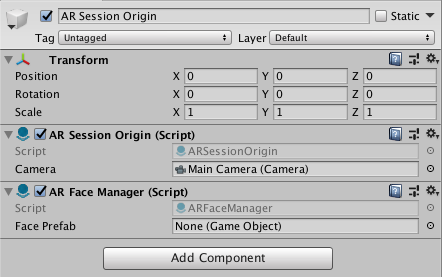 AR Session Origin Static
Tag Untagged Layer Default
Transform
Position X 0 Y 0 Z 0
Rotation X 0 Y 0 Z 0
Scale X 1 Y 1 Z 1
AR Session Origin (Script)
Script ARSessionOrigin
Camera Main Camera (Camera)
AR Face Manager (Script)
Script ARFaceManager
Face Prefab None (Game Object)
Add Component